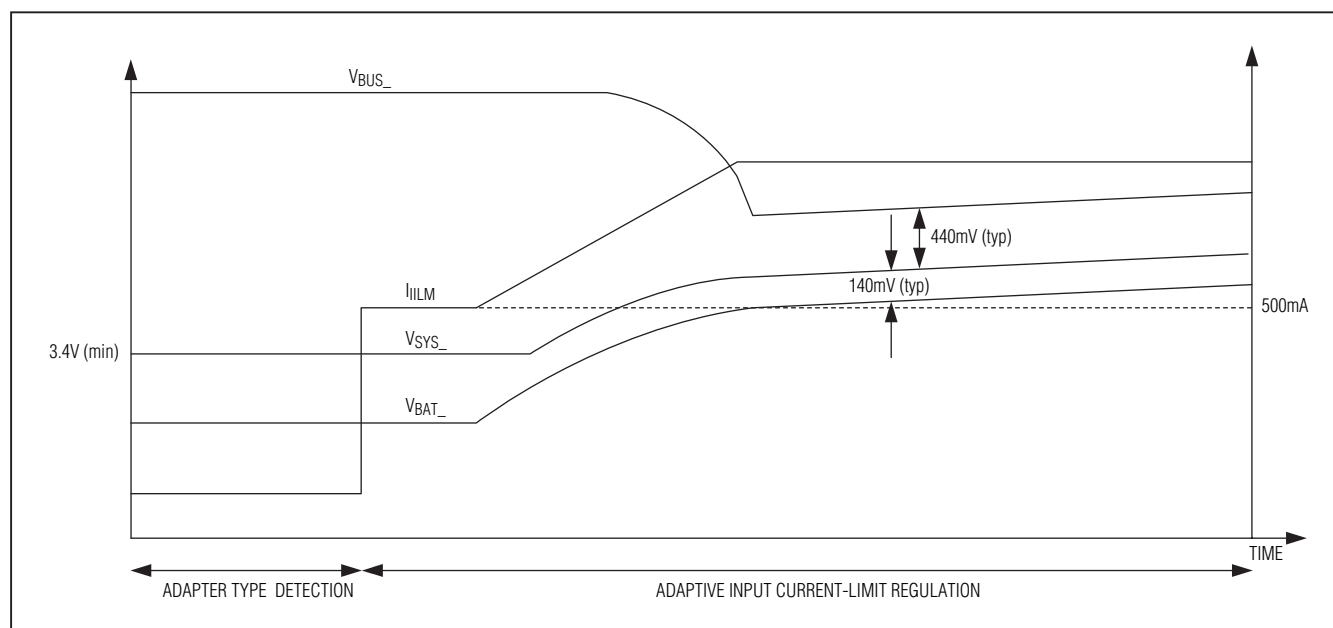 VBUS_
440mV (typ)
140mV (typ)
IIILM
500mA
VSYS_
3.4V (min)
VBAT_
TIME
ADAPTER TYPE DETECTION
ADAPTIVE INPUT CURRENT-LIMIT REGULATION